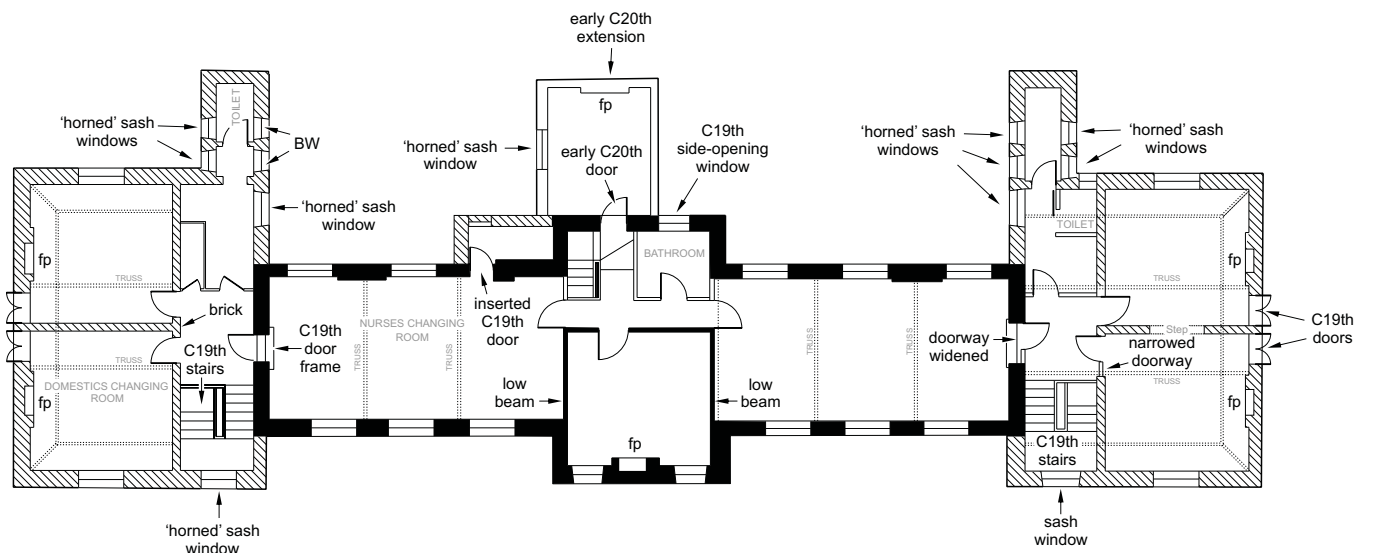 early C20th
extension
TOILET
'horned' sash
windows
BW
'horned' sash
window
fp
early C20th
door
C19th
side-opening
window
'horned' sash
windows
'horned' sash
windows
'horned' sash
window
BATHROOM
TOILET
fp
TRUSS
brick
C19th
stairs
TRUSS
DOMESTICS CHANGING
ROOM
fp
C19th
door
frame
NURSES CHANGING
ROOM
TRUSS
TRUSS
inserted
C19th
door
low
beam
low
beam
fp
TRUSS
TRUSS
doorway
widened
fp
TRUSS
Step
narrowed
doorway
TRUSS
C19th
doors
fp
C19th
stairs
'horned' sash
window
sash
window